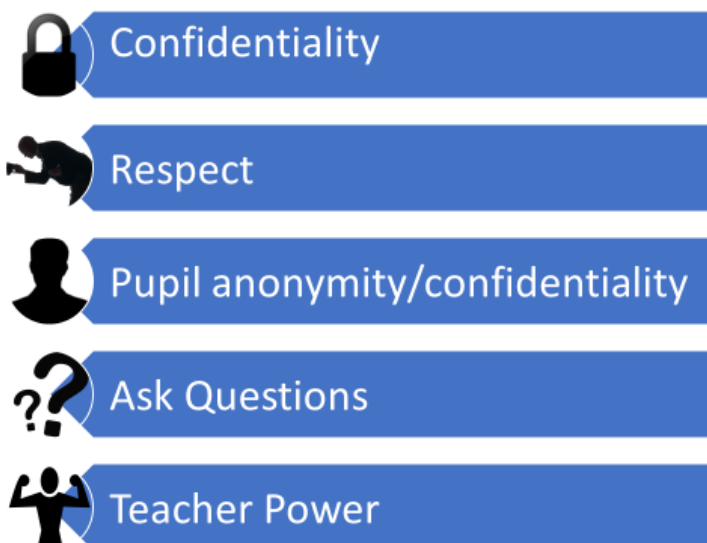 Confidentiality
Respect
Pupil anonymity/confidentiality
Ask Questions
Teacher Power